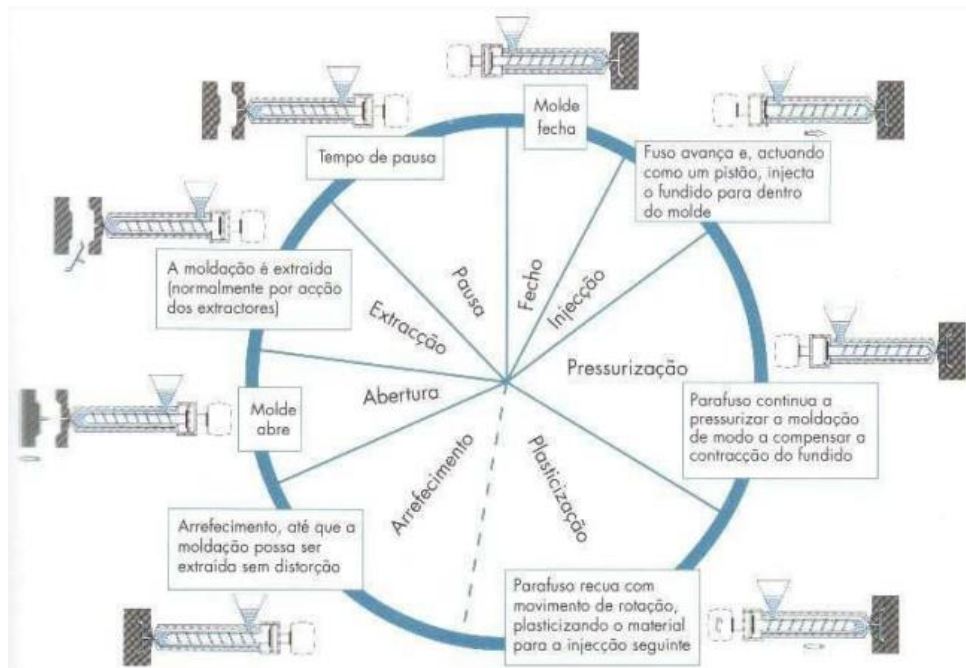 Molde
fecha
Fuso avança e, actuando
como um pistão, injecta
o fundido para dentro
do molde
Parafuso continua a
pressurizar a moldação
de modo a compensar a
contracção do fundido
Parafuso recua com
movimento de rotação,
plasticizando o material
para a injecção seguinte
Arrefecimento, até que a
moldação possa ser
extraída sem distorção
Molde
abre
A moldação é extraída
(normalmente por acção
dos extractores)
Tempo de pausa
Fecho
Injecção
Pressurização
Plasticização
Arrefecimento
Abertura
Extracção
Pausa